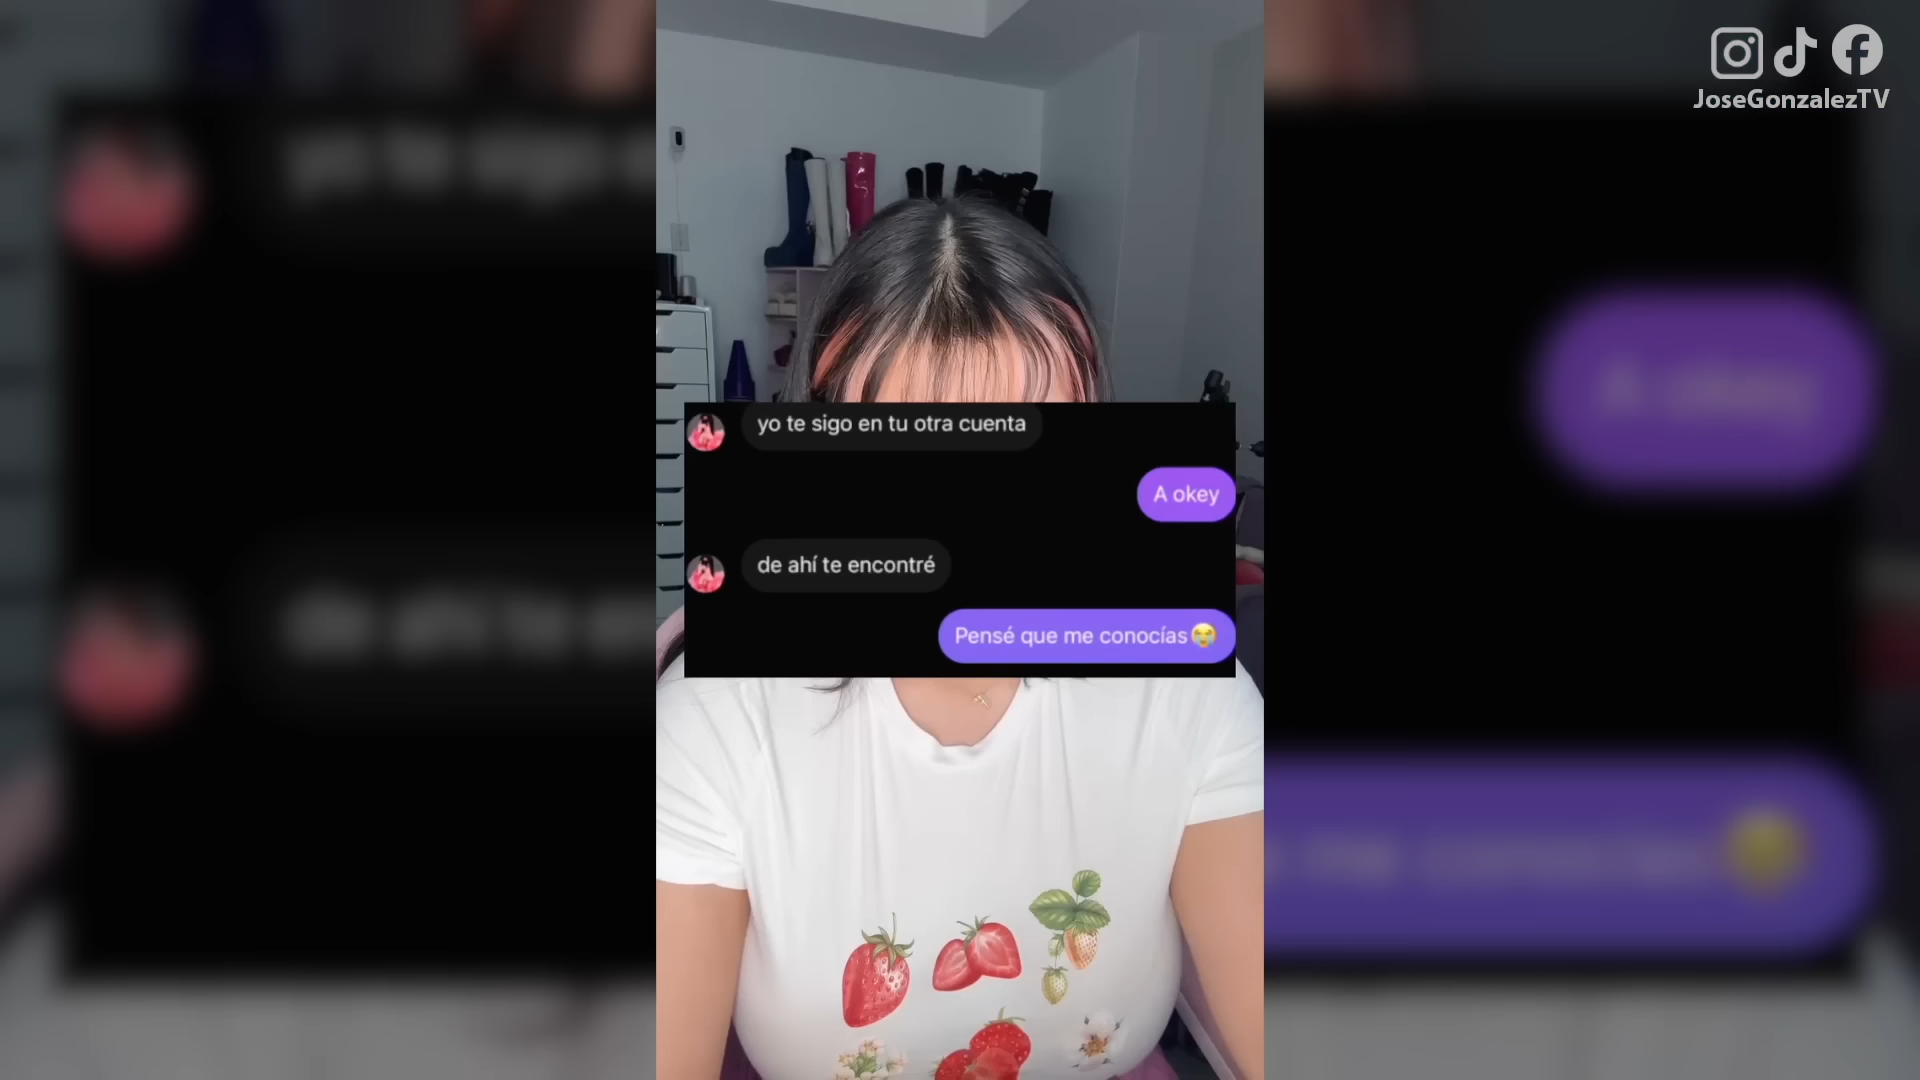 JoseGonzalezTV
yo te sigo en tu otra cuenta
A okey
de ahí te encontré
Pensé que me conocías😭